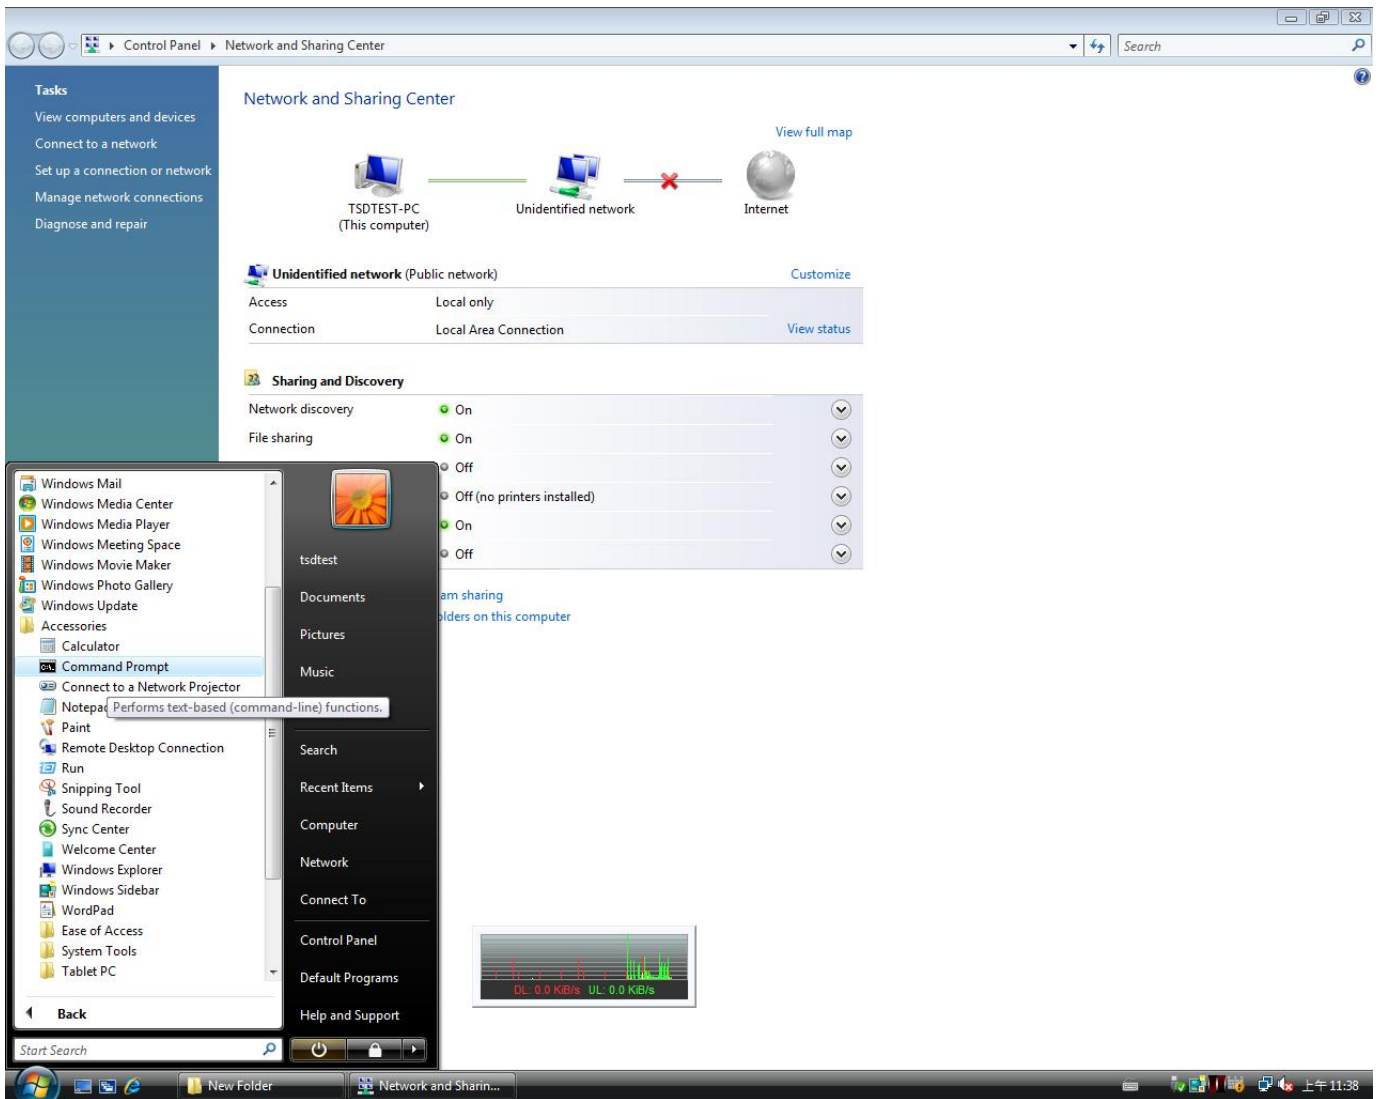 Control Panel
Network and Sharing Center
Search
Tasks
View computers and devices
Connect to a network
Set up a connection or network
Manage network connections
Diagnose and repair
Network and Sharing Center
View full map
TSDTEST-PC
(This computer)
Unidentified network
Internet
Unidentified network (Public network)
Customize
Access
Local only
Connection
Local Area Connection
View status
Sharing and Discovery
Network discovery
On
File sharing
On
Off
Off (no printers installed)
On
Off
am sharing
olders on this computer
Windows Mail
Windows Media Center
Windows Media Player
Windows Meeting Space
Windows Movie Maker
Windows Photo Gallery
Windows Update
Accessories
Calculator
Command Prompt
Connect to a Network Projector
Notepad
Performs text-based (command-line) functions.
Paint
Remote Desktop Connection
Run
Snipping Tool
Sound Recorder
Sync Center
Welcome Center
Windows Explorer
Windows Sidebar
WordPad
Ease of Access
System Tools
Tablet PC
Back
Start Search
tsdtest
Documents
Pictures
Music
Search
Recent Items
Computer
Network
Connect To
Control Panel
Default Programs
Help and Support
DL: 0.0 KiB/s UL: 0.0 KiB/s
New Folder
Network and Sharin...
上午 11:38